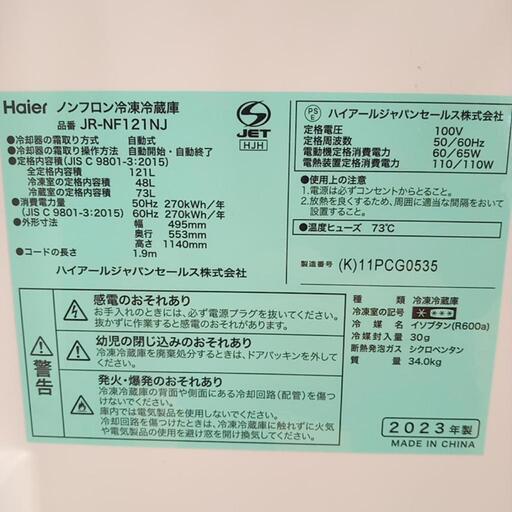 Haier ノンフロン冷凍冷蔵庫
品番 JR-NF121NJ
S
JET
HJH
●冷却器の霜取り方式 自動式
●冷却器の霜取り操作方法 自動開始・自動終了
●定格内容積(JIS C 9801-3:2015)
全定格内容積 121L
冷凍室の定格内容積 48L
冷蔵室の定格内容積 73L
●消費電力量 50Hz 270kWh/年
(JIS C 9801-3:2015) 60Hz 270kWh/年
●外形寸法 幅 495mm
奥行 553mm
高さ 1140mm
●コードの長さ 1.9m
ハイアールジャパンセールス株式会社
PS
E
ハイアールジャパンセールス株式会社
定格電圧 100V
定格周波数 50/60Hz
電動機定格消費電力 60/65W
電熱装置定格消費電力 110/110W
●使用上の注意
1.電源は必ずコンセントからとること。
2.放熱を良くするため、周囲に適当な間隔をおいて
設置すること。
●温度ヒューズ 73℃
製造番号 (K)11PCG0535
警告
感電のおそれあり
お手入れのときには、必ず電源プラグを抜いてください。
抜かずに作業すると感電のおそれがあります。
幼児の閉じ込めのおそれあり
冷凍冷蔵庫を廃棄処分するときは、ドアパッキンを外してく
ださい。
発火・爆発のおそれあり
冷凍冷蔵庫の背面や側面にある冷却回路(配管)を傷つ
けないでください。
庫内では電気製品を使用しないでください。
冷却回路を傷つけたときは、冷凍冷蔵庫に触れずに火気
や電気製品の使用を避け窓を開け換気してください。
種類 冷凍冷蔵庫
冷凍室の記号 * ***
冷媒 イソブタン(R600a)
冷媒封入量 30g
断熱発泡ガス シクロペンタン
質量 34.0kg
2023年製
MADE IN CHINA